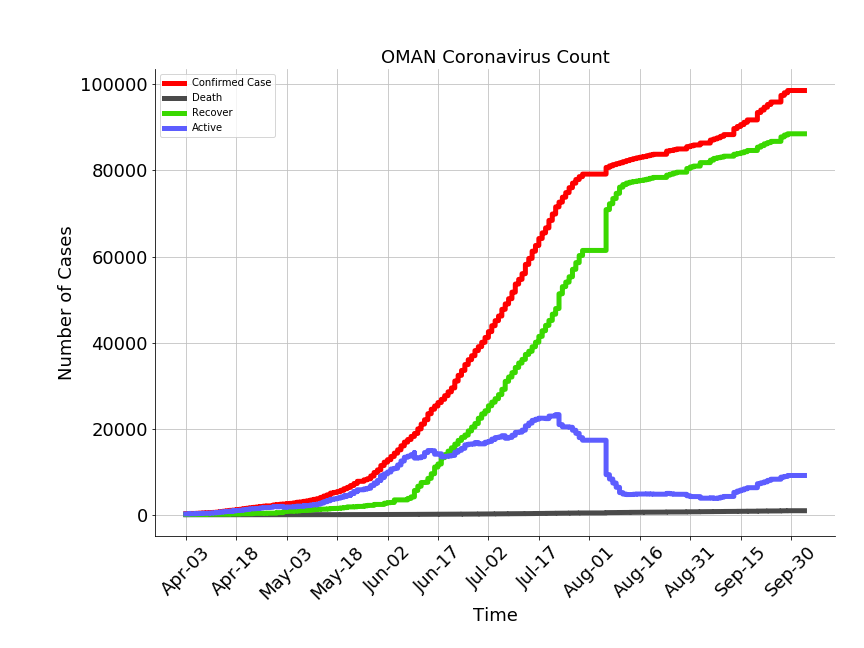 OMAN Coronavirus Count
Confirmed Case
Death
Recover
Active
Number of Cases
100000
80000
60000
40000
20000
0
Apr-03
Apr-18
May-03
May-18
Jun-02
Jun-17
Jul-02
Jul-17
Aug-01
Aug-16
Aug-31
Sep-15
Sep-30
Time